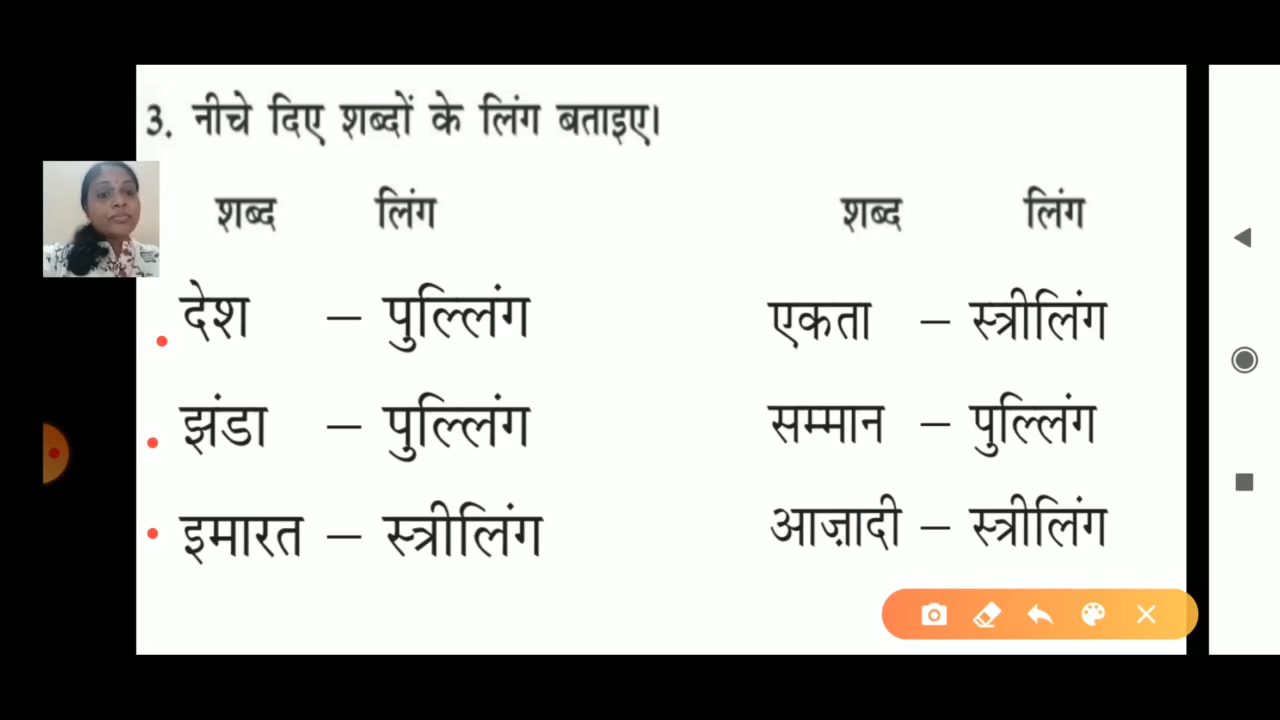 3. नीचे दिए शब्दों के लिंग बताइए।
शब्द लिंग शब्द लिंग
देश – पुल्लिंग एकता – स्त्रीलिंग
झंडा – पुल्लिंग सम्मान – पुल्लिंग
इमारत – स्त्रीलिंग आज़ादी – स्त्रीलिंग